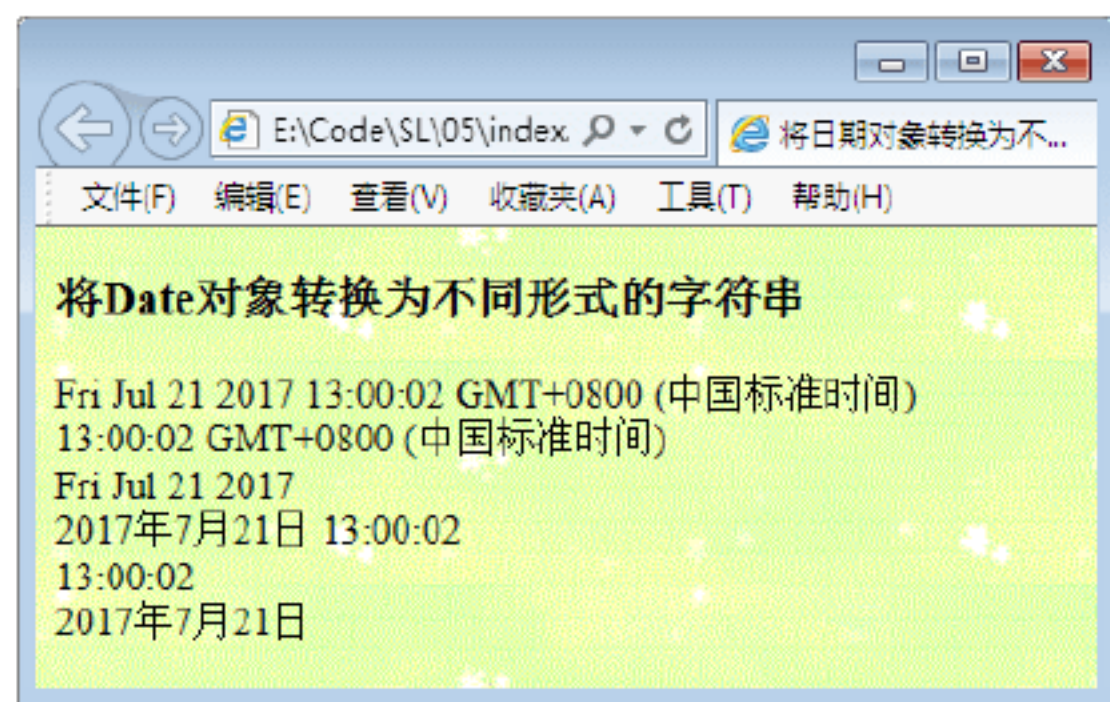 E:\Code\SL\05\index. 将日期对象转换为不...
文件(F) 编辑(E) 查看(V) 收藏夹(A) 工具(T) 帮助(H)
将Date对象转换为不同形式的字符串
Fri Jul 21 2017 13:00:02 GMT+0800 (中国标准时间)
13:00:02 GMT+0800 (中国标准时间)
Fri Jul 21 2017
2017年7月21日 13:00:02
13:00:02
2017年7月21日